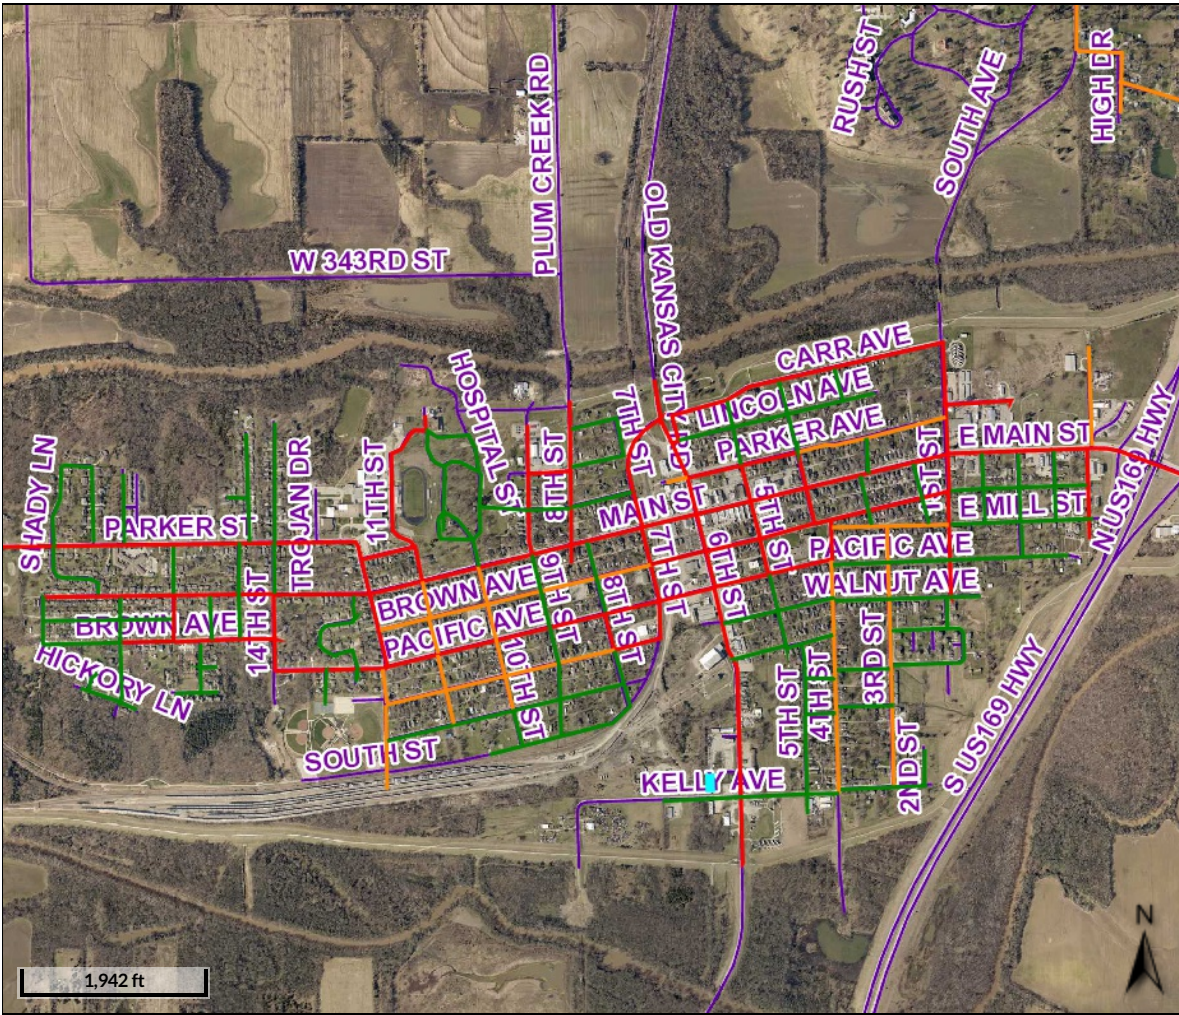 RUSH ST
SOUTH AVE
HIGH DR
PLUM CREEK RD
OLD KANSAS CITY RD
W 343RD ST
CARR AVE
HOSPITAL ST
LINCOLN AVE
7TH ST
PARKER AVE
N US169 HWY
SHADY LN
TROJAN DR
11TH ST
8TH ST
1ST ST
E MAIN ST
MAIN ST
5TH ST
E MILL ST
PARKER ST
7TH ST
6TH ST
PACIFIC AVE
BROWN AVE
9TH ST
8TH ST
WALNUT AVE
14TH ST
BROWN AVE
PACIFIC AVE
10TH ST
3RD ST
HICKORY LN
5TH ST
4TH ST
S US169 HWY
SOUTH ST
KELLY AVE
2ND ST
N
1,942 ft